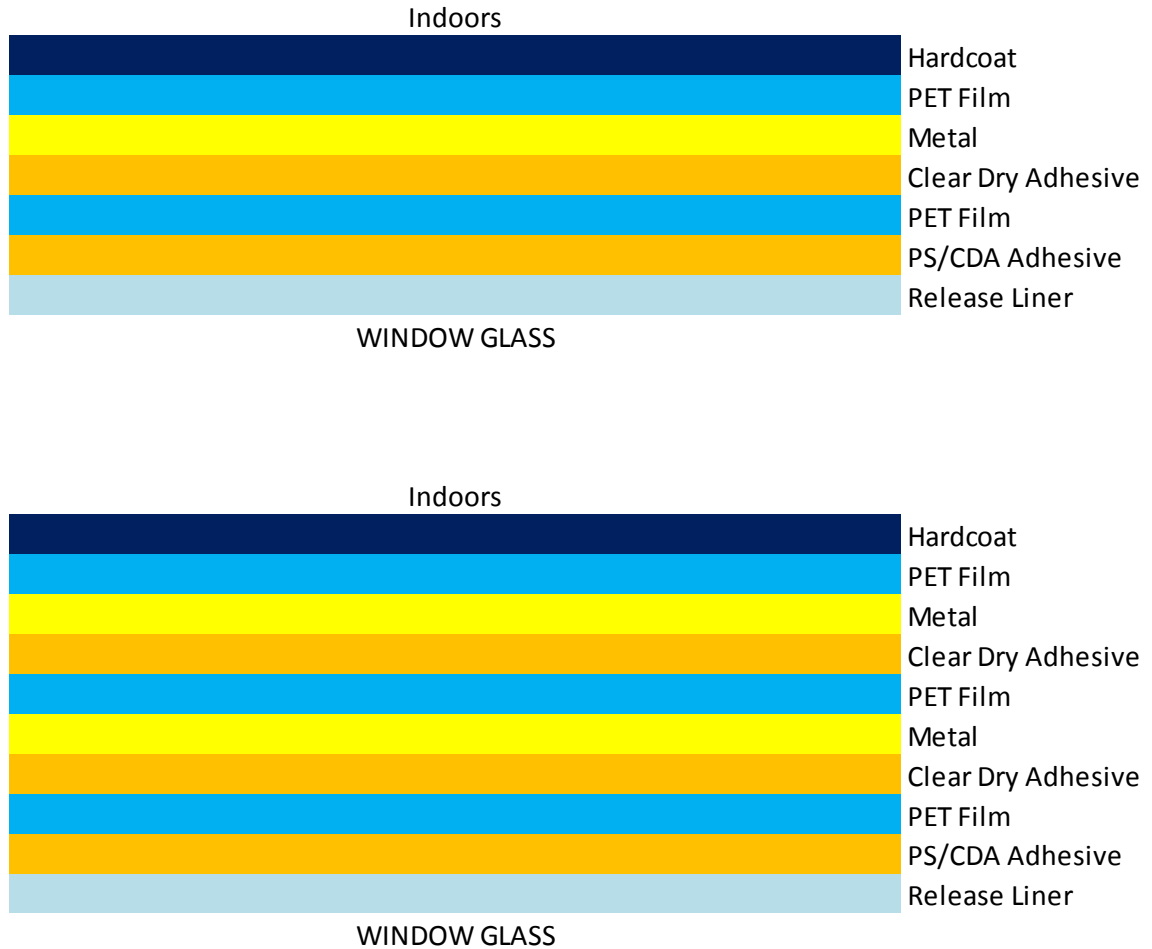 Indoors
Hardcoat
PET Film
Metal
Clear Dry Adhesive
PET Film
PS/CDA Adhesive
Release Liner
WINDOW GLASS
Indoors
Hardcoat
PET Film
Metal
Clear Dry Adhesive
PET Film
Metal
Clear Dry Adhesive
PET Film
PS/CDA Adhesive
Release Liner
WINDOW GLASS